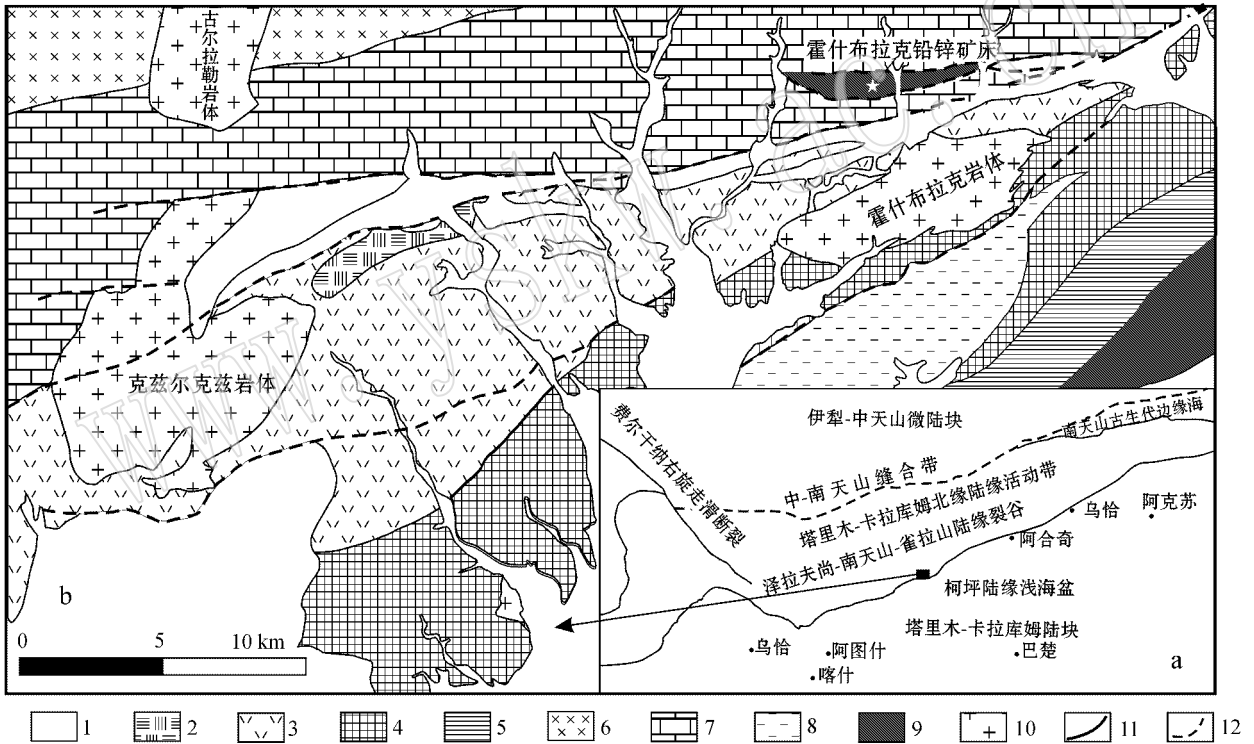 古尔拉勒岩体
霍什布拉克铅锌矿床
霍什布拉克岩体
克兹尔克兹岩体
b
0 5 10 km
伊犁-中天山微陆块
南天山古生代边缘海
费尔干纳右旋走滑断裂
中-南天山缝合带
塔里木-卡拉库姆北缘陆缘活动带
泽拉夫尚-南天山-雀拉山陆缘裂谷
乌恰
阿克苏
阿合奇
柯坪陆缘浅海盆
塔里木-卡拉库姆陆块
乌恰
阿图什
巴楚
喀什
a
1 2 3 4 5 6 7 8 9 10 11 12
www.yskw.ac.cn